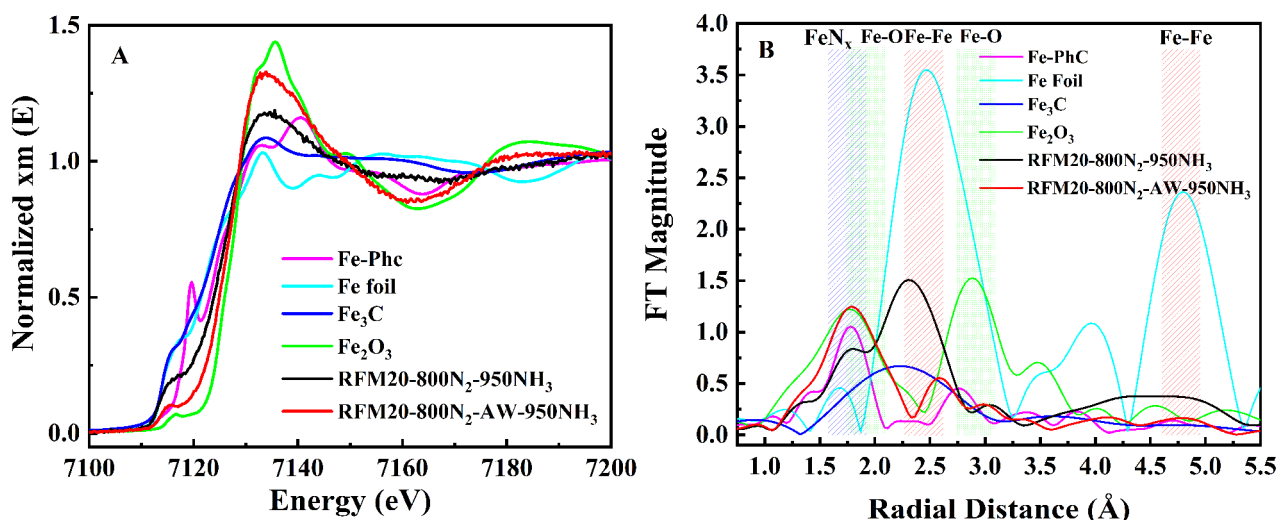 A
1.5
1.0
0.5
0.0
Normalized xm (E)
Fe-Phc
Fe foil
Fe₃C
Fe₂O₃
RFM20-800N₂-950NH₃
RFM20-800N₂-AW-950NH₃
7100 7120 7140 7160 7180 7200
Energy (eV)
B
4.0
3.5
3.0
2.5
2.0
1.5
1.0
0.5
0.0
FT Magnitude
FeNₓ Fe-O Fe-Fe Fe-O Fe-Fe
Fe-PhC
Fe Foil
Fe₃C
Fe₂O₃
RFM20-800N₂-950NH₃
RFM20-800N₂-AW-950NH₃
1.0 1.5 2.0 2.5 3.0 3.5 4.0 4.5 5.0 5.5
Radial Distance (Å)